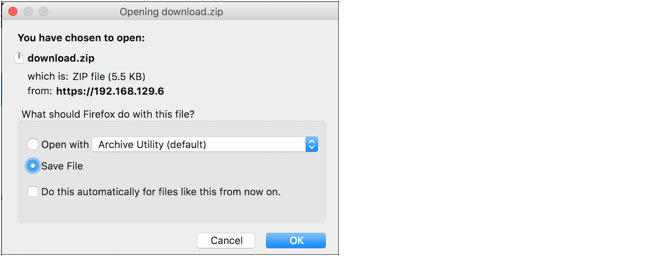 Opening download.zip
You have chosen to open:
download.zip
which is: ZIP file (5.5 KB)
from: https://192.168.129.6
What should Firefox do with this file?
Open with Archive Utility (default)
Save File
Do this automatically for files like this from now on.
Cancel OK